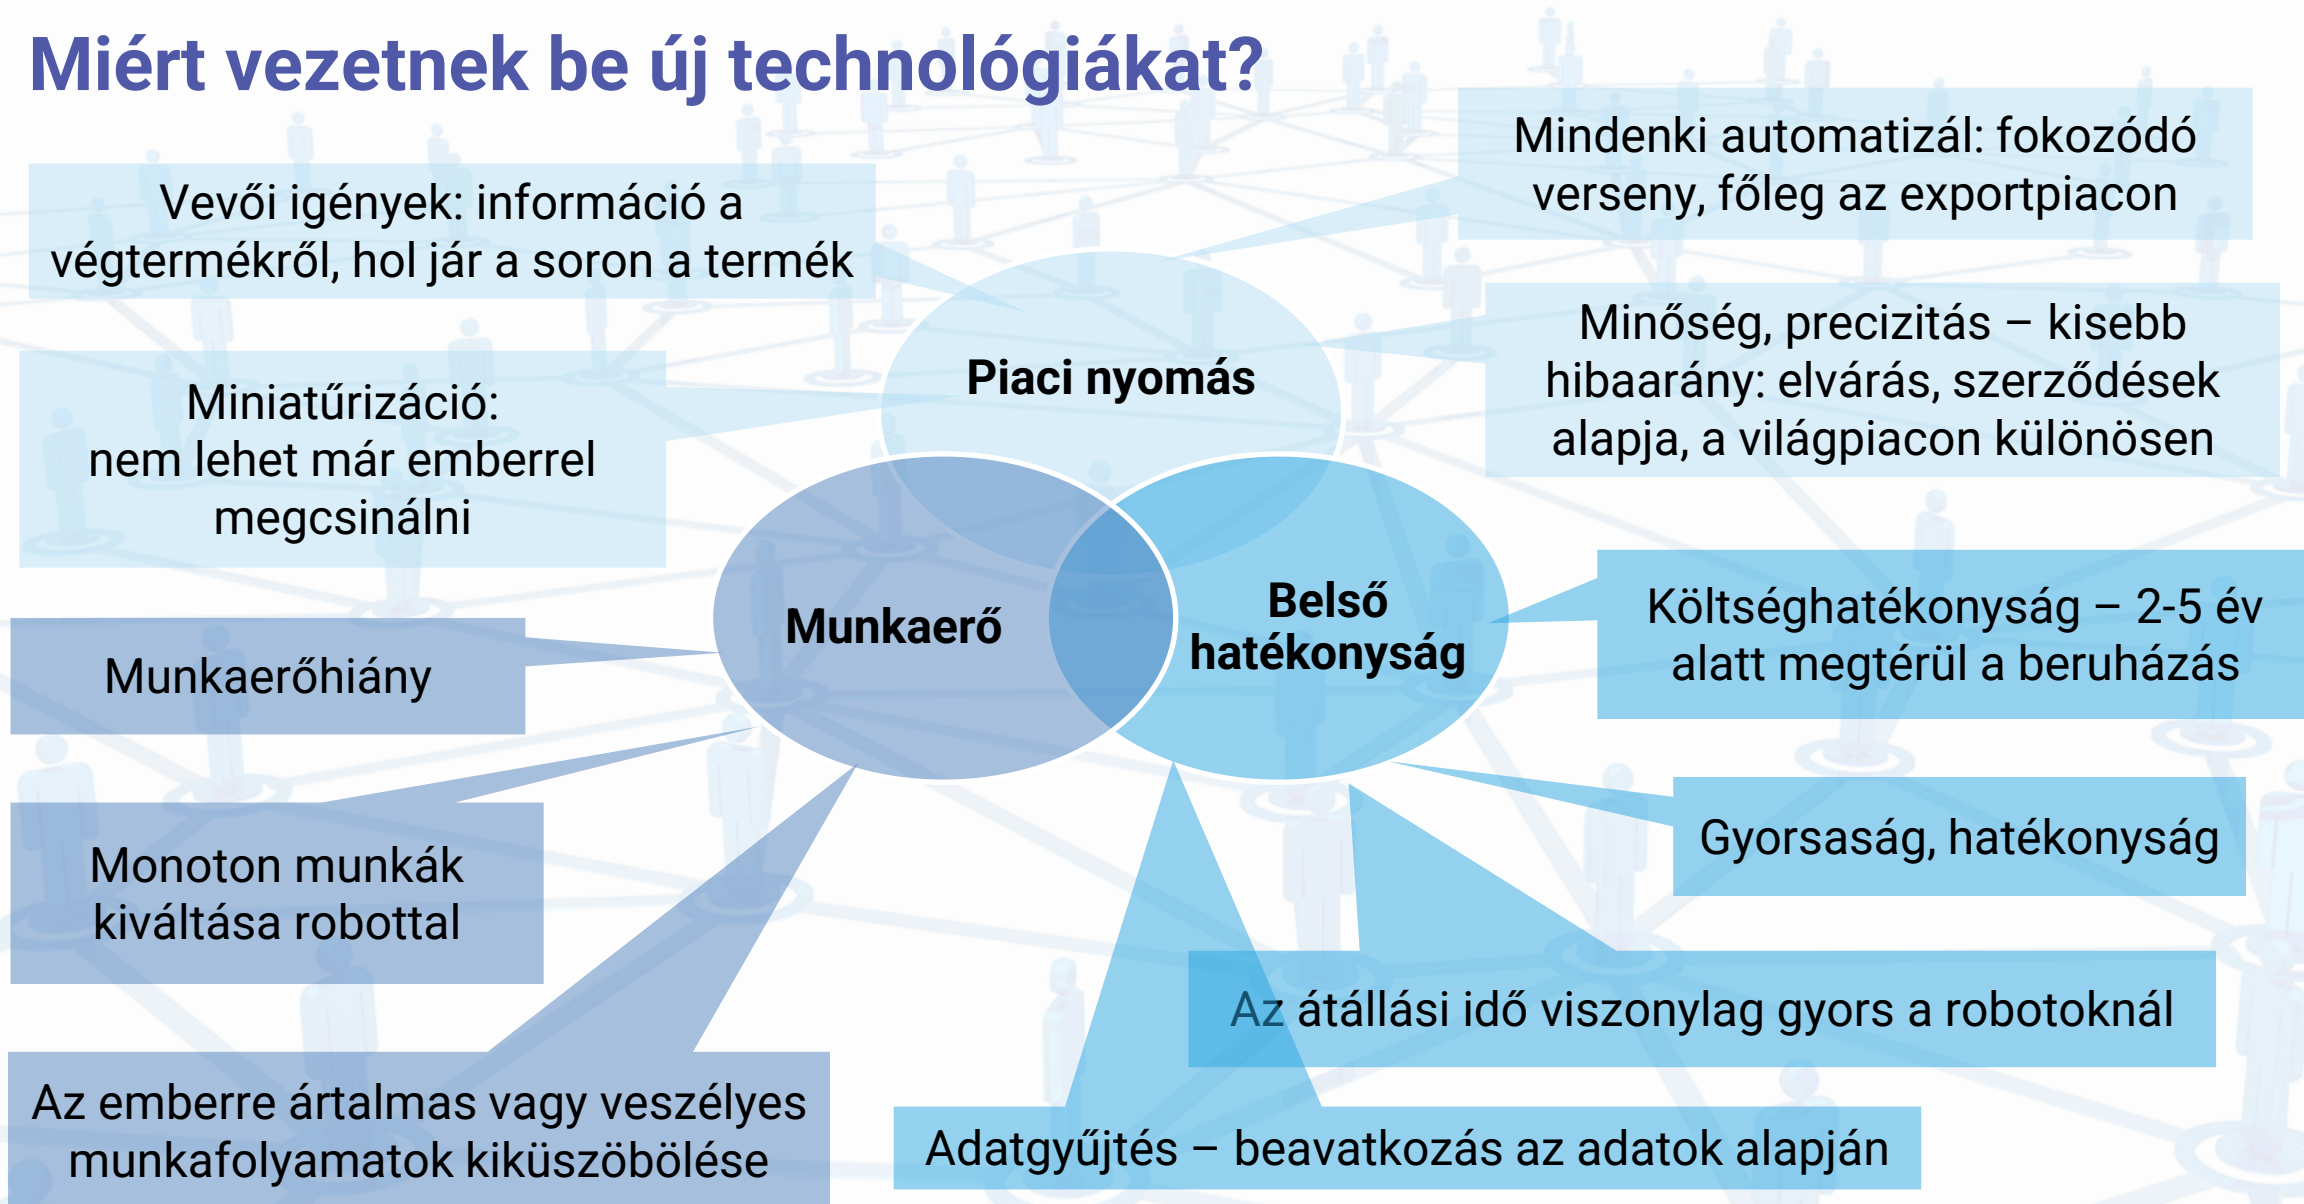 Miért vezetnek be új technológiákat?
Vevői igények: információ a
végtermékről, hol jár a soron a termék
Mindenki automatizál: fokozódó
verseny, főleg az exportpiacon
Miniatűrizáció:
nem lehet már emberrel
megcsinálni
Piaci nyomás
Minőség, precizitás – kisebb
hibaarány: elvárás, szerződések
alapja, a világpiacon különösen
Munkaerő
Belső
hatékonyság
Munkaerőhiány
Költséghatékonyság – 2-5 év
alatt megtérül a beruházás
Monoton munkák
kiváltása robottal
Gyorsaság, hatékonyság
Az átállási idő viszonylag gyors a robotoknál
Az emberre ártalmas vagy veszélyes
munkafolyamatok kiküszöbölése
Adatgyűjtés – beavatkozás az adatok alapján